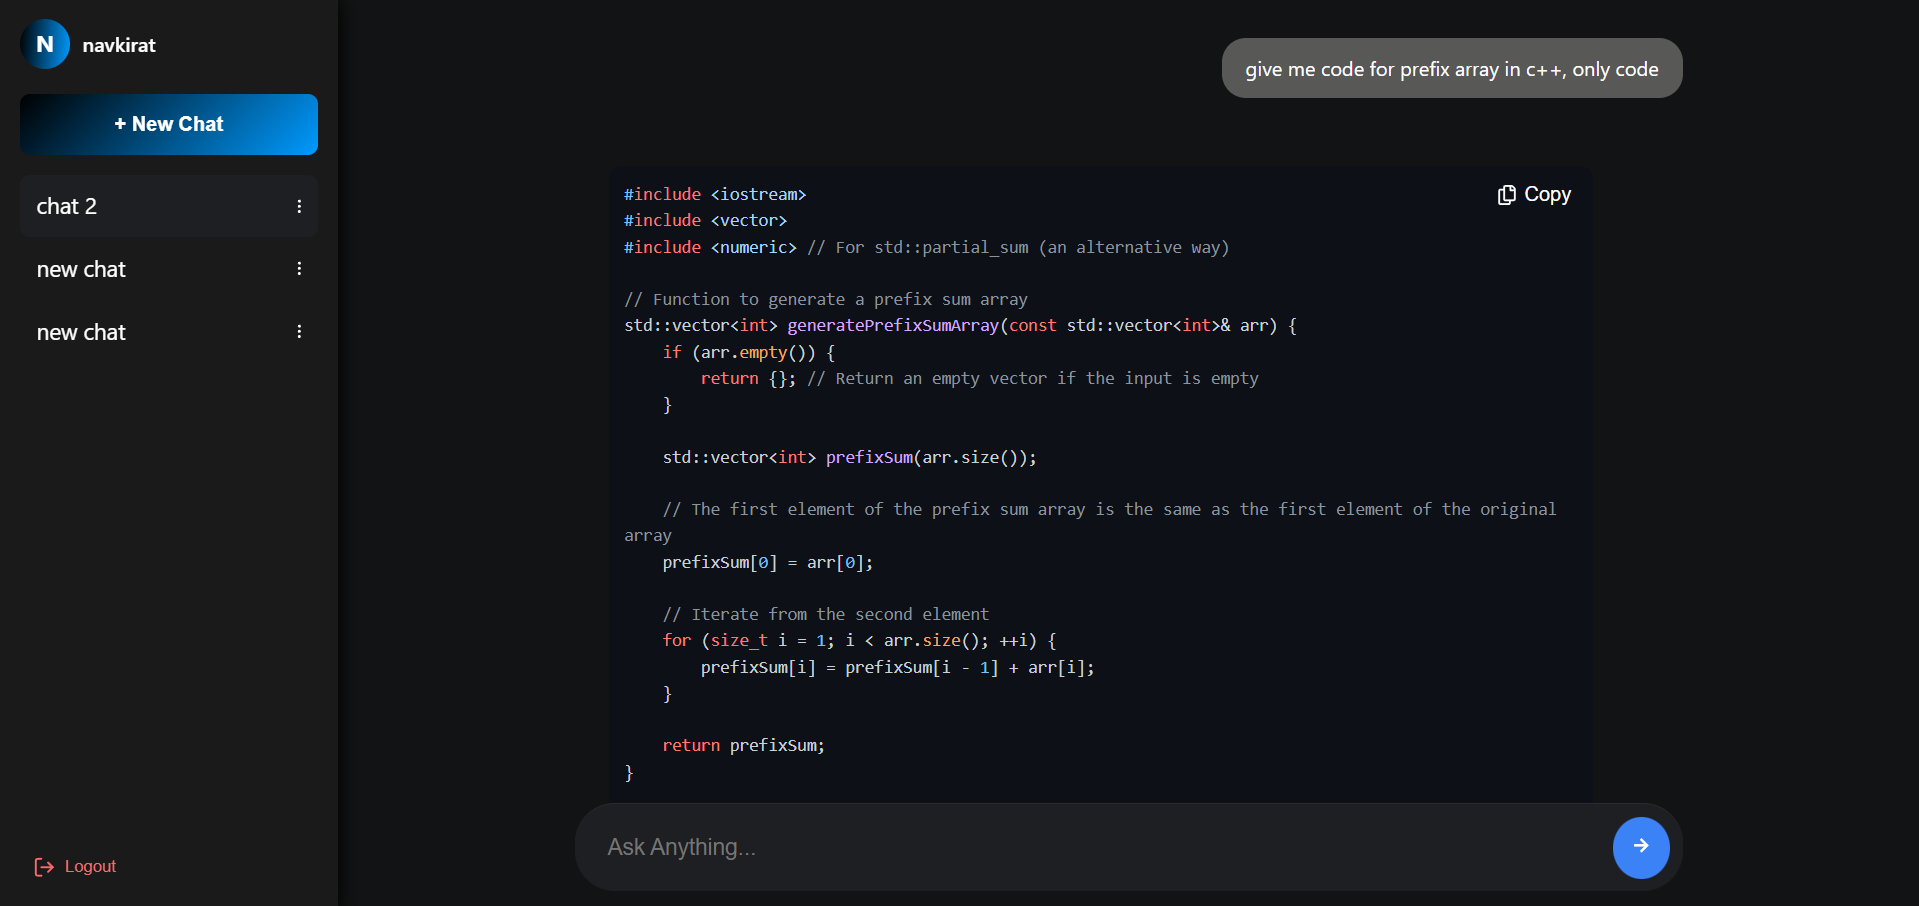 N
navkirat
+ New Chat
chat 2
new chat
new chat
Logout
give me code for prefix array in c++, only code
Copy
#include <iostream>
#include <vector>
#include <numeric> // For std::partial_sum (an alternative way)
// Function to generate a prefix sum array
std::vector<int> generatePrefixSumArray(const std::vector<int>& arr) {
    if (arr.empty()) {
        return {}; // Return an empty vector if the input is empty
    }
    std::vector<int> prefixSum(arr.size());
    // The first element of the prefix sum array is the same as the first element of the original
array
    prefixSum[0] = arr[0];
    // Iterate from the second element
    for (size_t i = 1; i < arr.size(); ++i) {
        prefixSum[i] = prefixSum[i - 1] + arr[i];
    }
    return prefixSum;
}
Ask Anything...